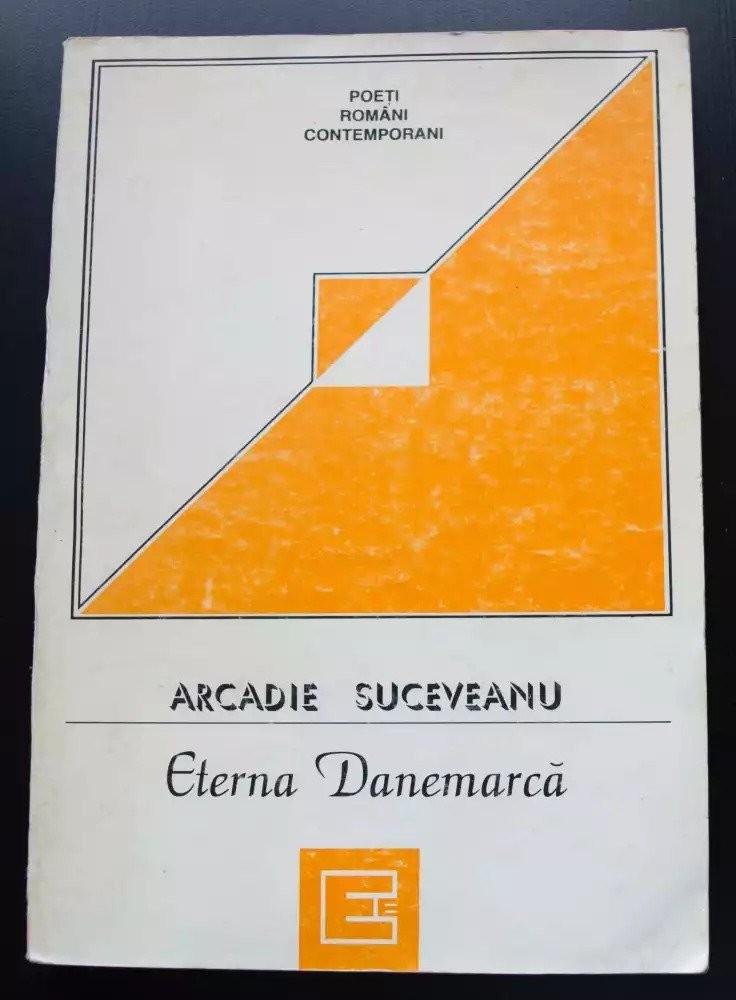 POEȚI
ROMÂNI
CONTEMPORANI
ARCADIE SUCEVEANU
Eterna Danemarcă
E